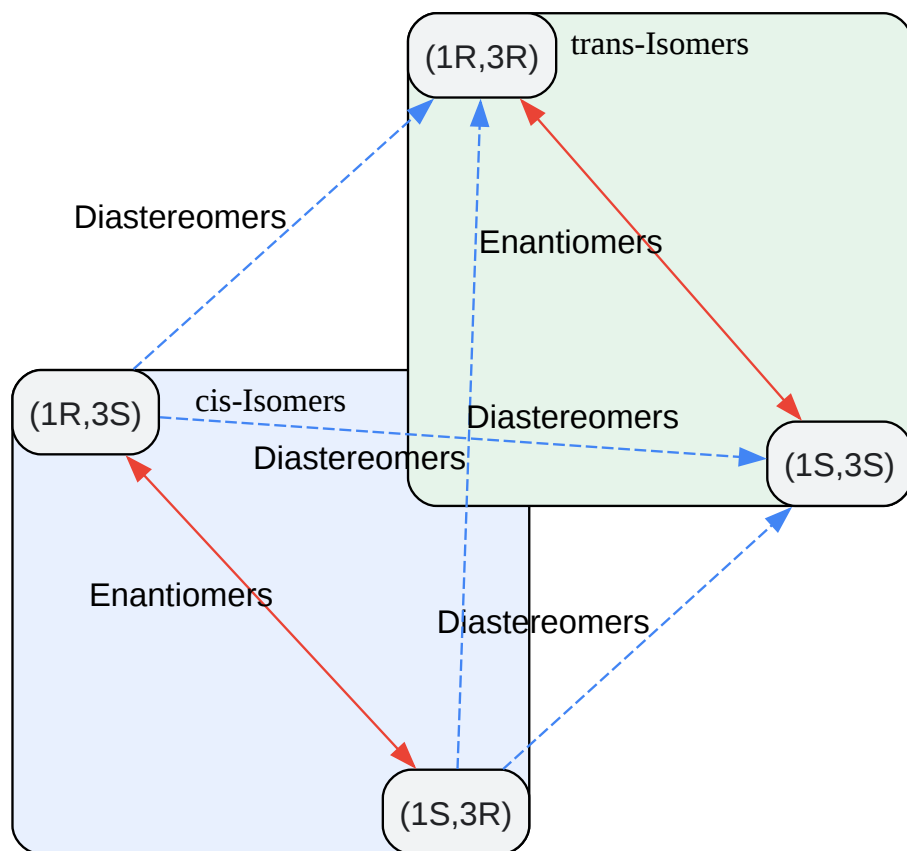 (1R,3R)
trans-Isomers
Diastereomers
Enantiomers
(1R,3S)
cis-Isomers
Diastereomers
Diastereomers
(1S,3S)
Enantiomers
Diastereomers
(1S,3R)